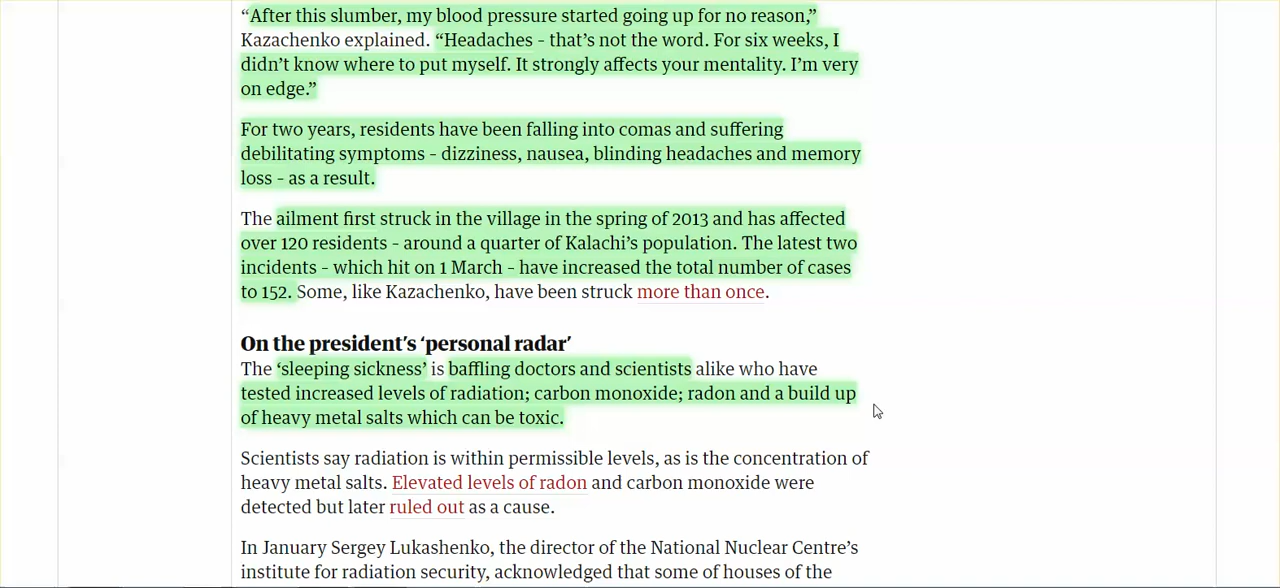 “After this slumber, my blood pressure started going up for no reason,”
Kazachenko explained. “Headaches - that’s not the word. For six weeks, I
didn’t know where to put myself. It strongly affects your mentality. I’m very
on edge.”
For two years, residents have been falling into comas and suffering
debilitating symptoms - dizziness, nausea, blinding headaches and memory
loss - as a result.
The ailment first struck in the village in the spring of 2013 and has affected
over 120 residents - around a quarter of Kalachi’s population. The latest two
incidents - which hit on 1 March - have increased the total number of cases
to 152. Some, like Kazachenko, have been struck more than once.
On the president’s ‘personal radar’
The ‘sleeping sickness’ is baffling doctors and scientists alike who have
tested increased levels of radiation; carbon monoxide; radon and a build up
of heavy metal salts which can be toxic.
Scientists say radiation is within permissible levels, as is the concentration of
heavy metal salts. Elevated levels of radon and carbon monoxide were
detected but later ruled out as a cause.
In January Sergey Lukashenko, the director of the National Nuclear Centre’s
institute for radiation security, acknowledged that some of houses of the